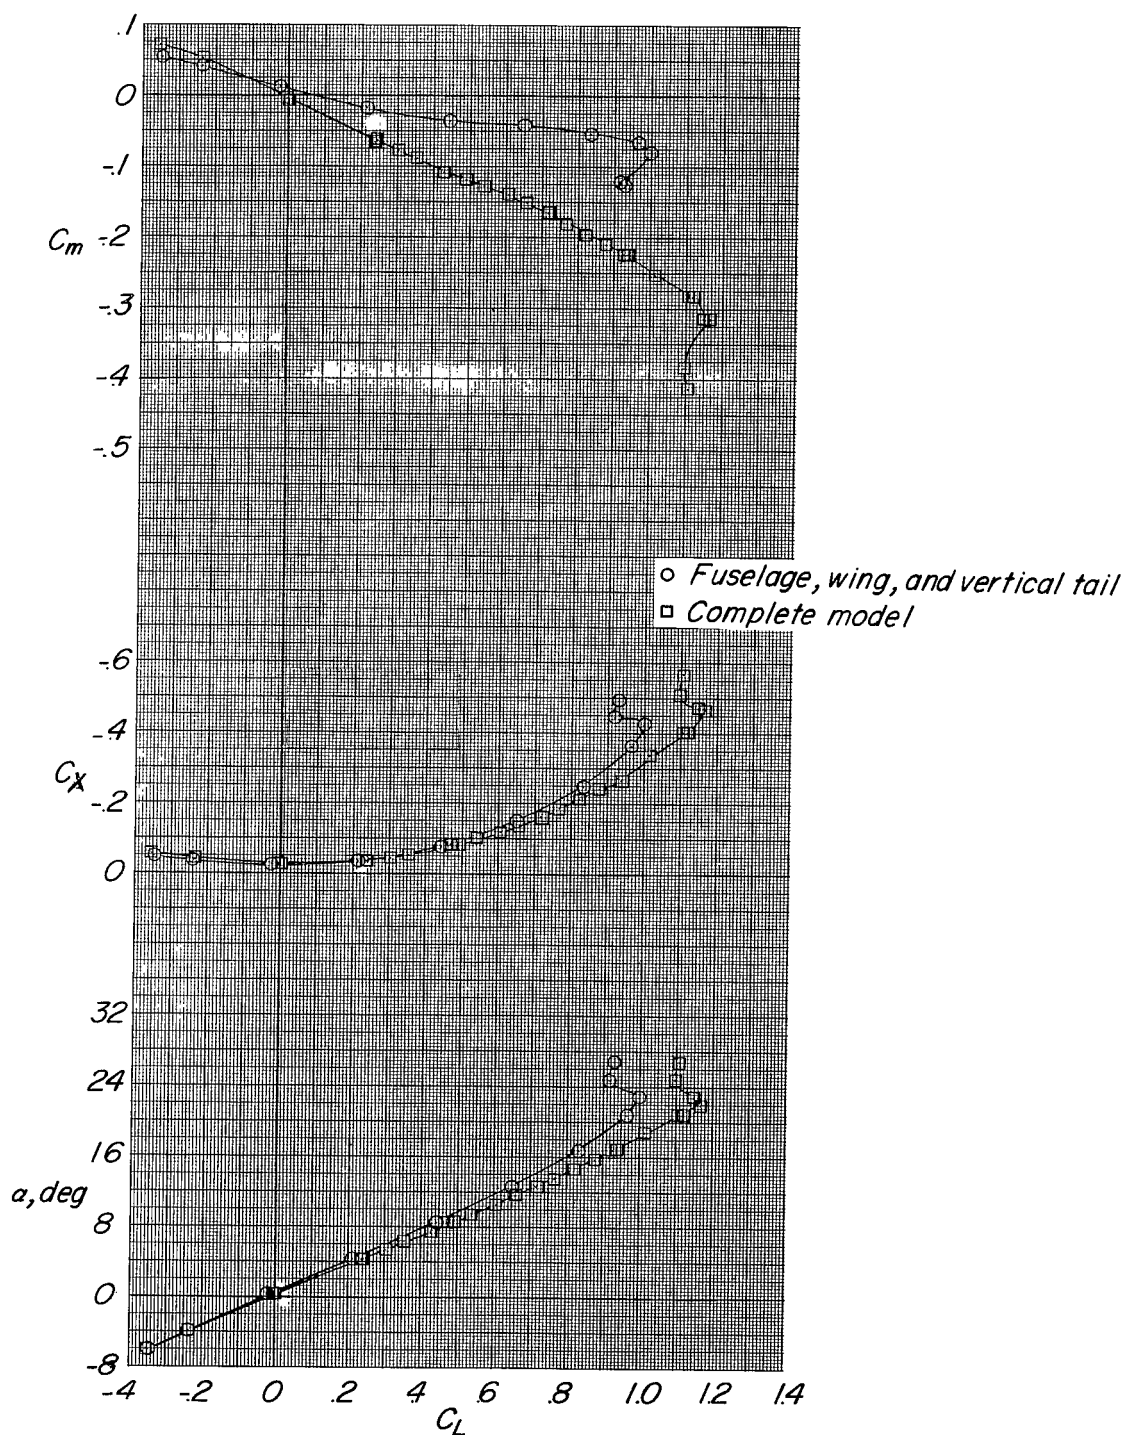 .1
0
-.1
Cm -.2
-.3
-.4
-.5
○ Fuselage, wing, and vertical tail
□ Complete model
-.6
-.4
CX
-.2
0
32
24
16
a, deg
8
0
-8
-.4 -.2 0 .2 .4 .6 .8 1.0 1.2 1.4
CL